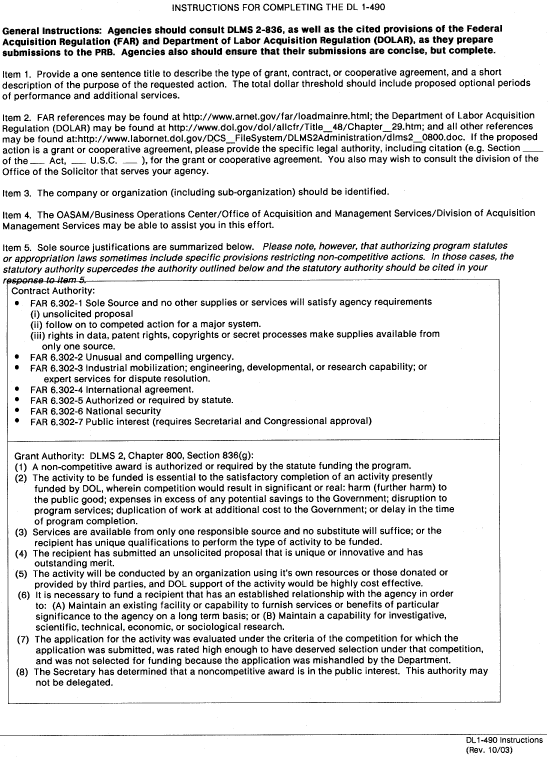 INSTRUCTIONS FOR COMPLETING THE DL 1-490
General Instructions: Agencies should consult DLMS 2-836, as well as the cited provisions of the Federal
Acquisition Regulation (FAR) and Department of Labor Acquisition Regulation (DOLAR), as they prepare
submissions to the PRB. Agencies also should ensure that their submissions are concise, but complete.
Item 1. Provide a one sentence title to describe the type of grant, contract, or cooperative agreement, and a short
description of the purpose of the requested action. The total dollar threshold should include proposed optional periods
of performance and additional services.
Item 2. FAR references may be found at http://www.arnet.gov/far/loadmainre.html; the Department of Labor Acquisition
Regulation (DOLAR) may be found at http://www.dol.gov/dol/allcfr/Title__48/Chapter__29.htm; and all other references
may be found at:http://www.labornet.dol.gov/DCS__FileSystem/DLMS2Administration/dlms2__0800.doc. If the proposed
action is a grant or cooperative agreement, please provide the specific legal authority, including citation (e.g. Section ____
of the ___ Act, ___ U.S.C. ___ ), for the grant or cooperative agreement. You also may wish to consult the division of the
Office of the Solicitor that serves your agency.
Item 3. The company or organization (including sub-organization) should be identified.
Item 4. The OASAM/Business Operations Center/Office of Acquisition and Management Services/Division of Acquisition
Management Services may be able to assist you in this effort.
Item 5. Sole source justifications are summarized below. Please note, however, that authorizing program statutes
or appropriation laws sometimes include specific provisions restricting non-competitive actions. In those cases, the
statutory authority supercedes the authority outlined below and the statutory authority should be cited in your
response to item 5.
Contract Authority:
• FAR 6.302-1 Sole Source and no other supplies or services will satisfy agency requirements
(i) unsolicited proposal
(ii) follow on to competed action for a major system.
(iii) rights in data, patent rights, copyrights or secret processes make supplies available from
only one source.
• FAR 6.302-2 Unusual and compelling urgency.
• FAR 6.302-3 Industrial mobilization; engineering, developmental, or research capability; or
expert services for dispute resolution.
• FAR 6.302-4 International agreement.
• FAR 6.302-5 Authorized or required by statute.
• FAR 6.302-6 National security
• FAR 6.302-7 Public interest (requires Secretarial and Congressional approval)
Grant Authority: DLMS 2, Chapter 800, Section 836(g):
(1) A non-competitive award is authorized or required by the statute funding the program.
(2) The activity to be funded is essential to the satisfactory completion of an activity presently
funded by DOL, wherein competition would result in significant or real: harm (further harm) to
the public good; expenses in excess of any potential savings to the Government; disruption to
program services; duplication of work at additional cost to the Government; or delay in the time
of program completion.
(3) Services are available from only one responsible source and no substitute will suffice; or the
recipient has unique qualifications to perform the type of activity to be funded.
(4) The recipient has submitted an unsolicited proposal that is unique or innovative and has
outstanding merit.
(5) The activity will be conducted by an organization using it's own resources or those donated or
provided by third parties, and DOL support of the activity would be highly cost effective.
(6) It is necessary to fund a recipient that has an established relationship with the agency in order
to: (A) Maintain an existing facility or capability to furnish services or benefits of particular
significance to the agency on a long term basis; or (B) Maintain a capability for investigative,
scientific, technical, economic, or sociological research.
(7) The application for the activity was evaluated under the criteria of the competition for which the
application was submitted, was rated high enough to have deserved selection under that competition,
and was not selected for funding because the application was mishandled by the Department.
(8) The Secretary has determined that a noncompetitive award is in the public interest. This authority may
not be delegated.
DL1-490 Instructions
(Rev. 10/03)